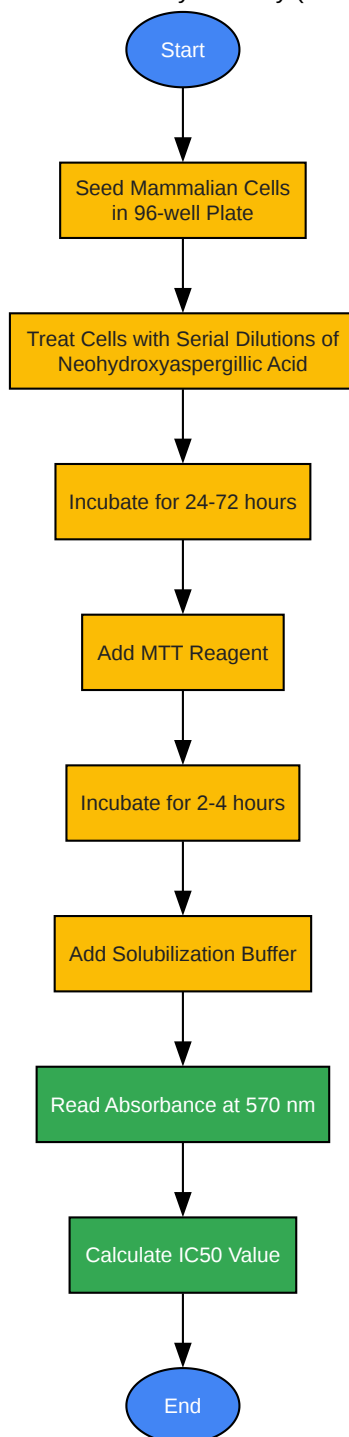 Start
Seed Mammalian Cells
in 96-well Plate
Treat Cells with Serial Dilutions of
Neohydroxyaspergillic Acid
Incubate for 24-72 hours
Add MTT Reagent
Incubate for 2-4 hours
Add Solubilization Buffer
Read Absorbance at 570 nm
Calculate IC50 Value
End